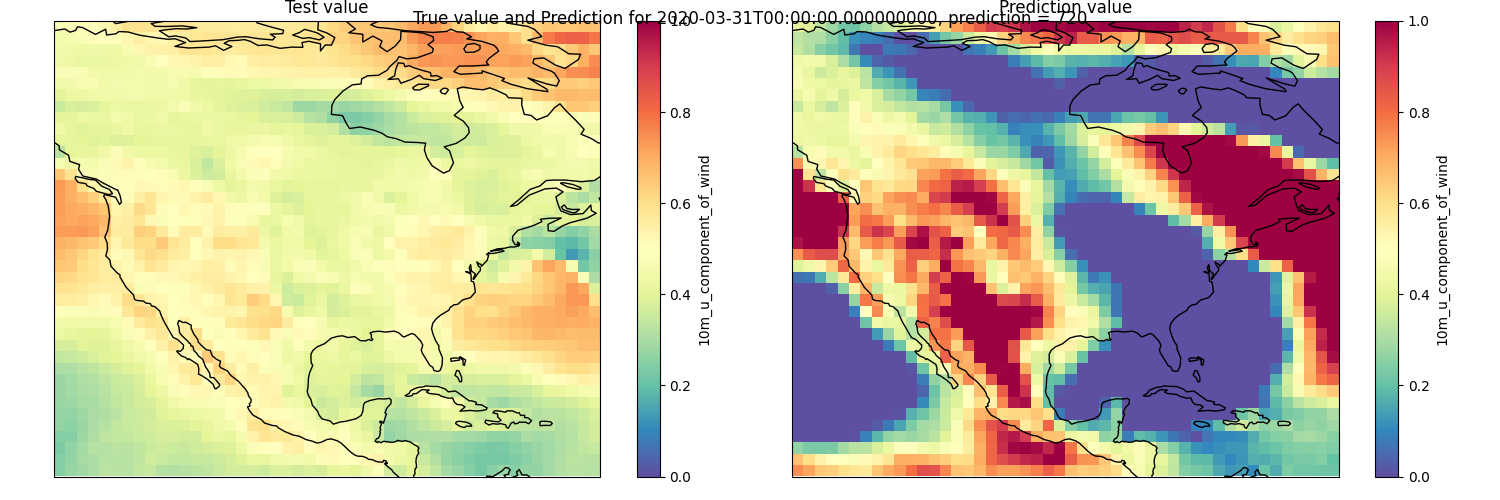 True value and Prediction for 2020-03-31T00:00:00.000000000, prediction = 720
Test value
1.0
0.8
0.6
0.4
0.2
0.0
10m_u_component_of_wind
Prediction value
1.0
0.8
0.6
0.4
0.2
0.0
10m_u_component_of_wind